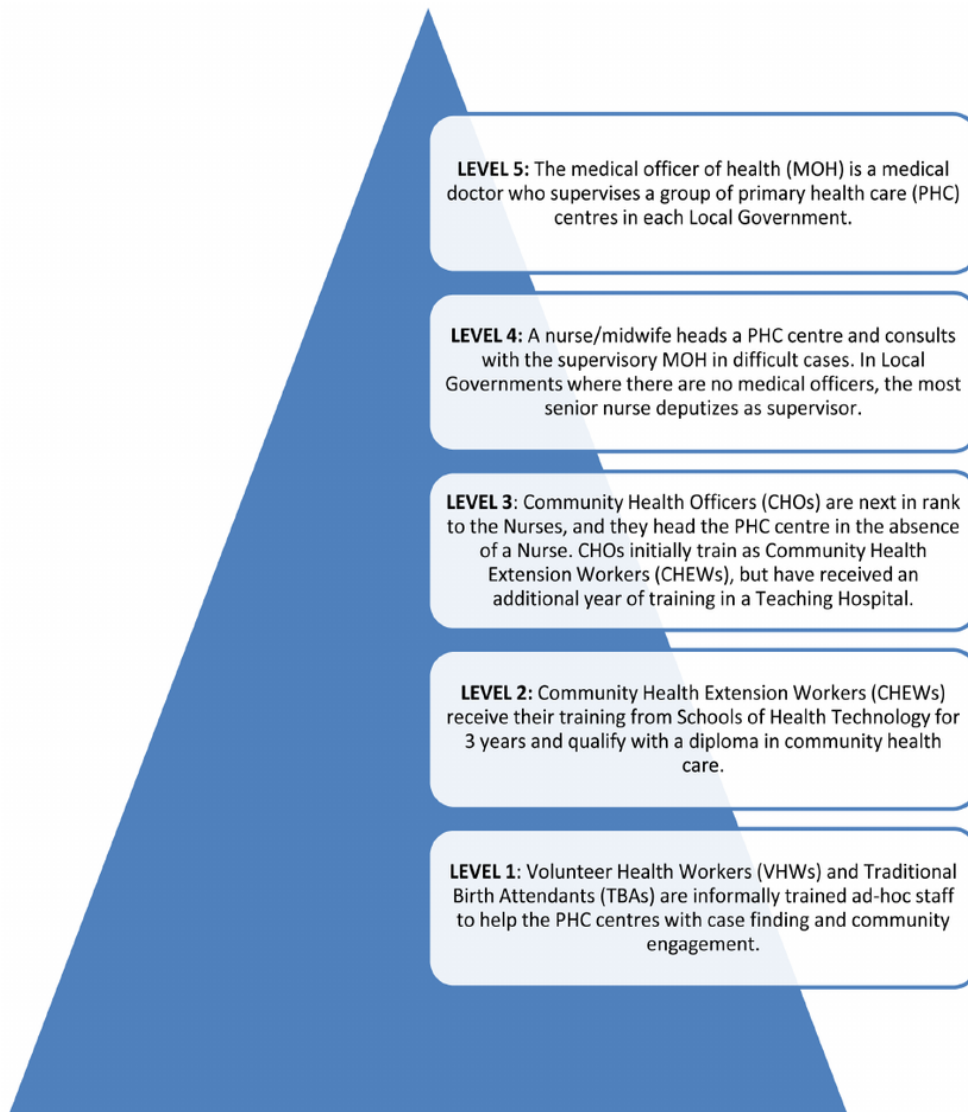 LEVEL 5: The medical officer of health (MOH) is a medical
doctor who supervises a group of primary health care (PHC)
centres in each Local Government.
LEVEL 4: A nurse/midwife heads a PHC centre and consults
with the supervisory MOH in difficult cases. In Local
Governments where there are no medical officers, the most
senior nurse deputizes as supervisor.
LEVEL 3: Community Health Officers (CHOs) are next in rank
to the Nurses, and they head the PHC centre in the absence
of a Nurse. CHOs initially train as Community Health
Extension Workers (CHEWs), but have received an
additional year of training in a Teaching Hospital.
LEVEL 2: Community Health Extension Workers (CHEWs)
receive their training from Schools of Health Technology for
3 years and qualify with a diploma in community health
care.
LEVEL 1: Volunteer Health Workers (VHWs) and Traditional
Birth Attendants (TBAs) are informally trained ad-hoc staff
to help the PHC centres with case finding and community
engagement.